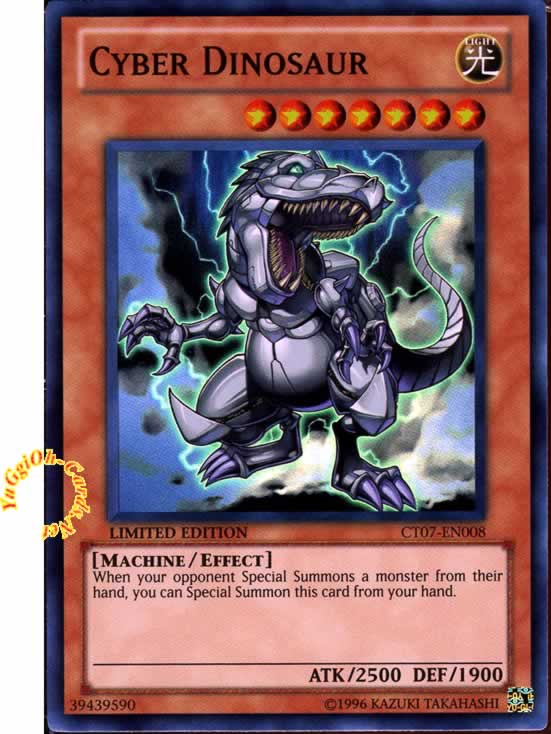 CYBER DINOSAUR
LIGHT
光
LIMITED EDITION
CT07-EN008
[MACHINE/EFFECT]
When your opponent Special Summons a monster from their
hand, you can Special Summon this card from your hand.
ATK/2500 DEF/1900
39439590
©1996 KAZUKI TAKAHASHI
YuGgiOh-Cards.Net